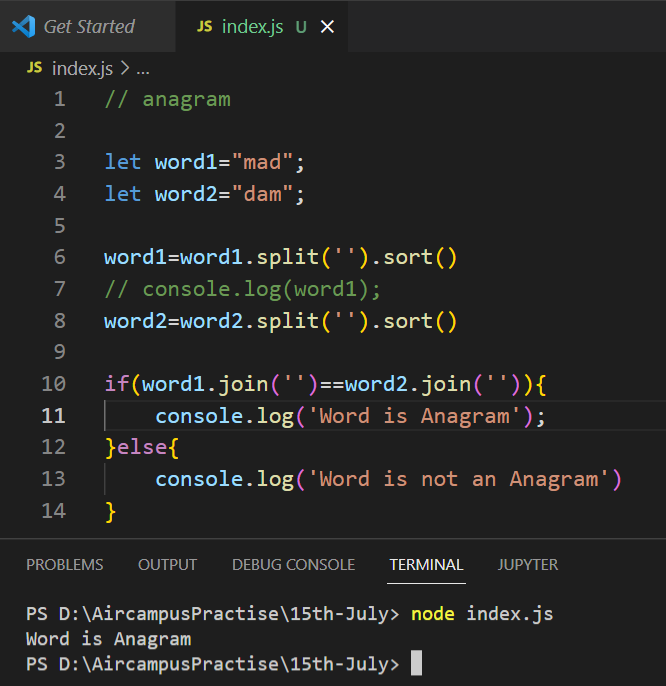 Get Started JS index.js U
JS index.js > ...
1 // anagram
2
3 let word1="mad";
4 let word2="dam";
5
6 word1=word1.split('').sort()
7 // console.log(word1);
8 word2=word2.split('').sort()
9
10 if(word1.join('')==word2.join('')){
11     console.log('Word is Anagram');
12 }else{
13     console.log('Word is not an Anagram')
14 }
PROBLEMS OUTPUT DEBUG CONSOLE TERMINAL JUPYTER
PS D:\AircampusPractise\15th-July> node index.js
Word is Anagram
PS D:\AircampusPractise\15th-July>